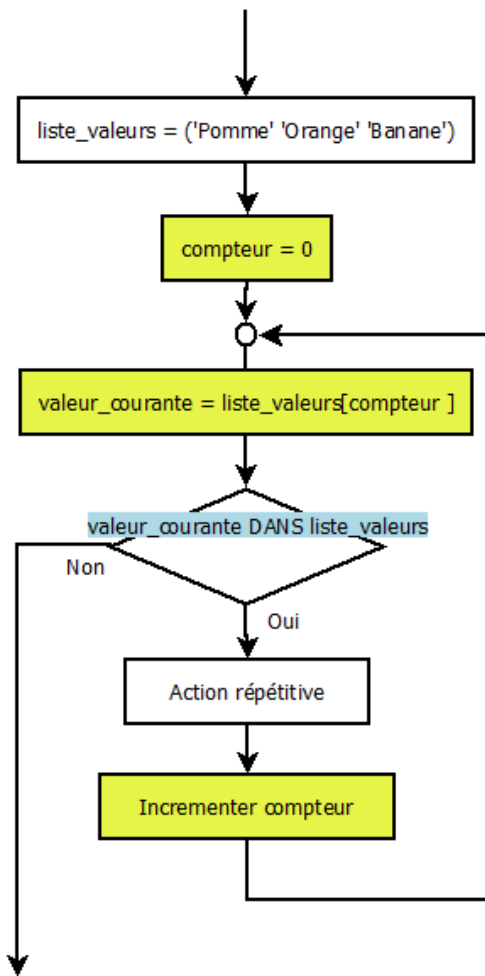 liste_valeurs = ('Pomme' 'Orange' 'Banane')
compteur = 0
valeur_courante = liste_valeurs[compteur ]
valeur_courante DANS liste_valeurs
Non
Oui
Action répétitive
Incrementer compteur